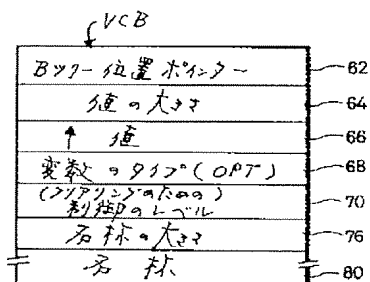 VCB
Bツリー位置ポインター
62
値の大きさ
64
↑ 値
66
変数のタイプ(OPT)
68
(クリアリングのための)
制御のレベル
70
名称の大きさ
76
名称
80